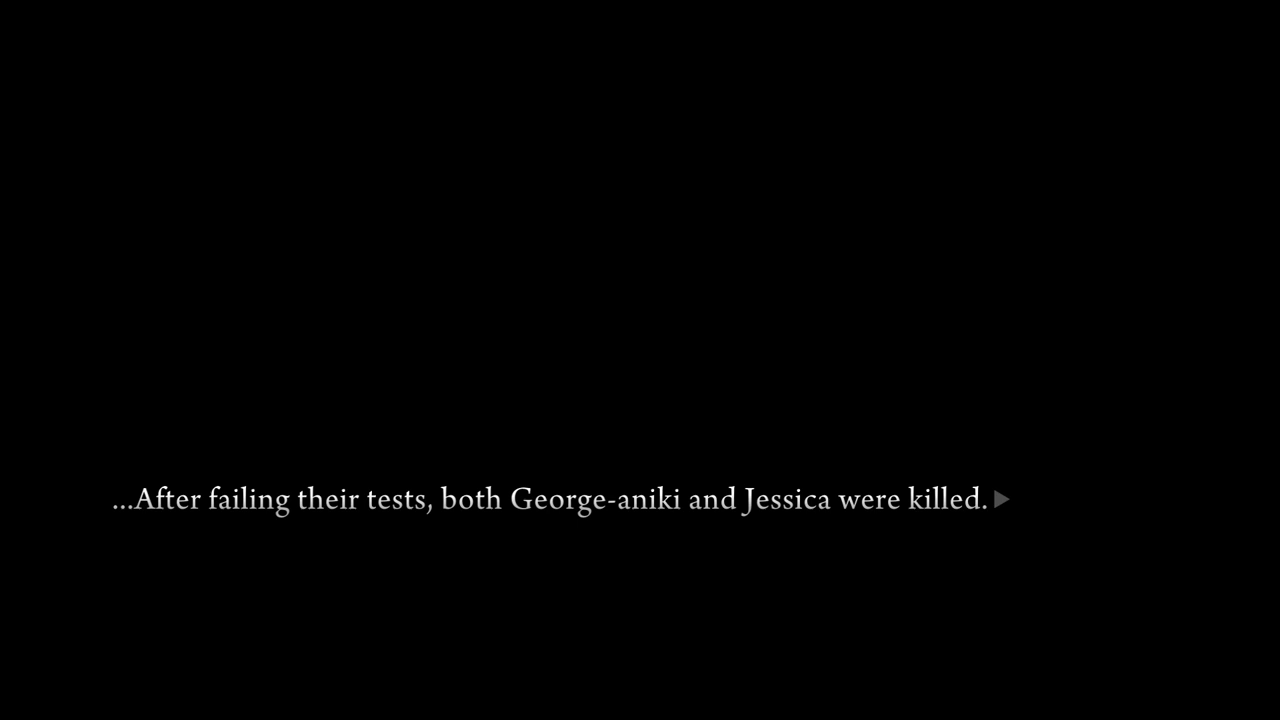 ...After failing their tests, both George-aniki and Jessica were killed.